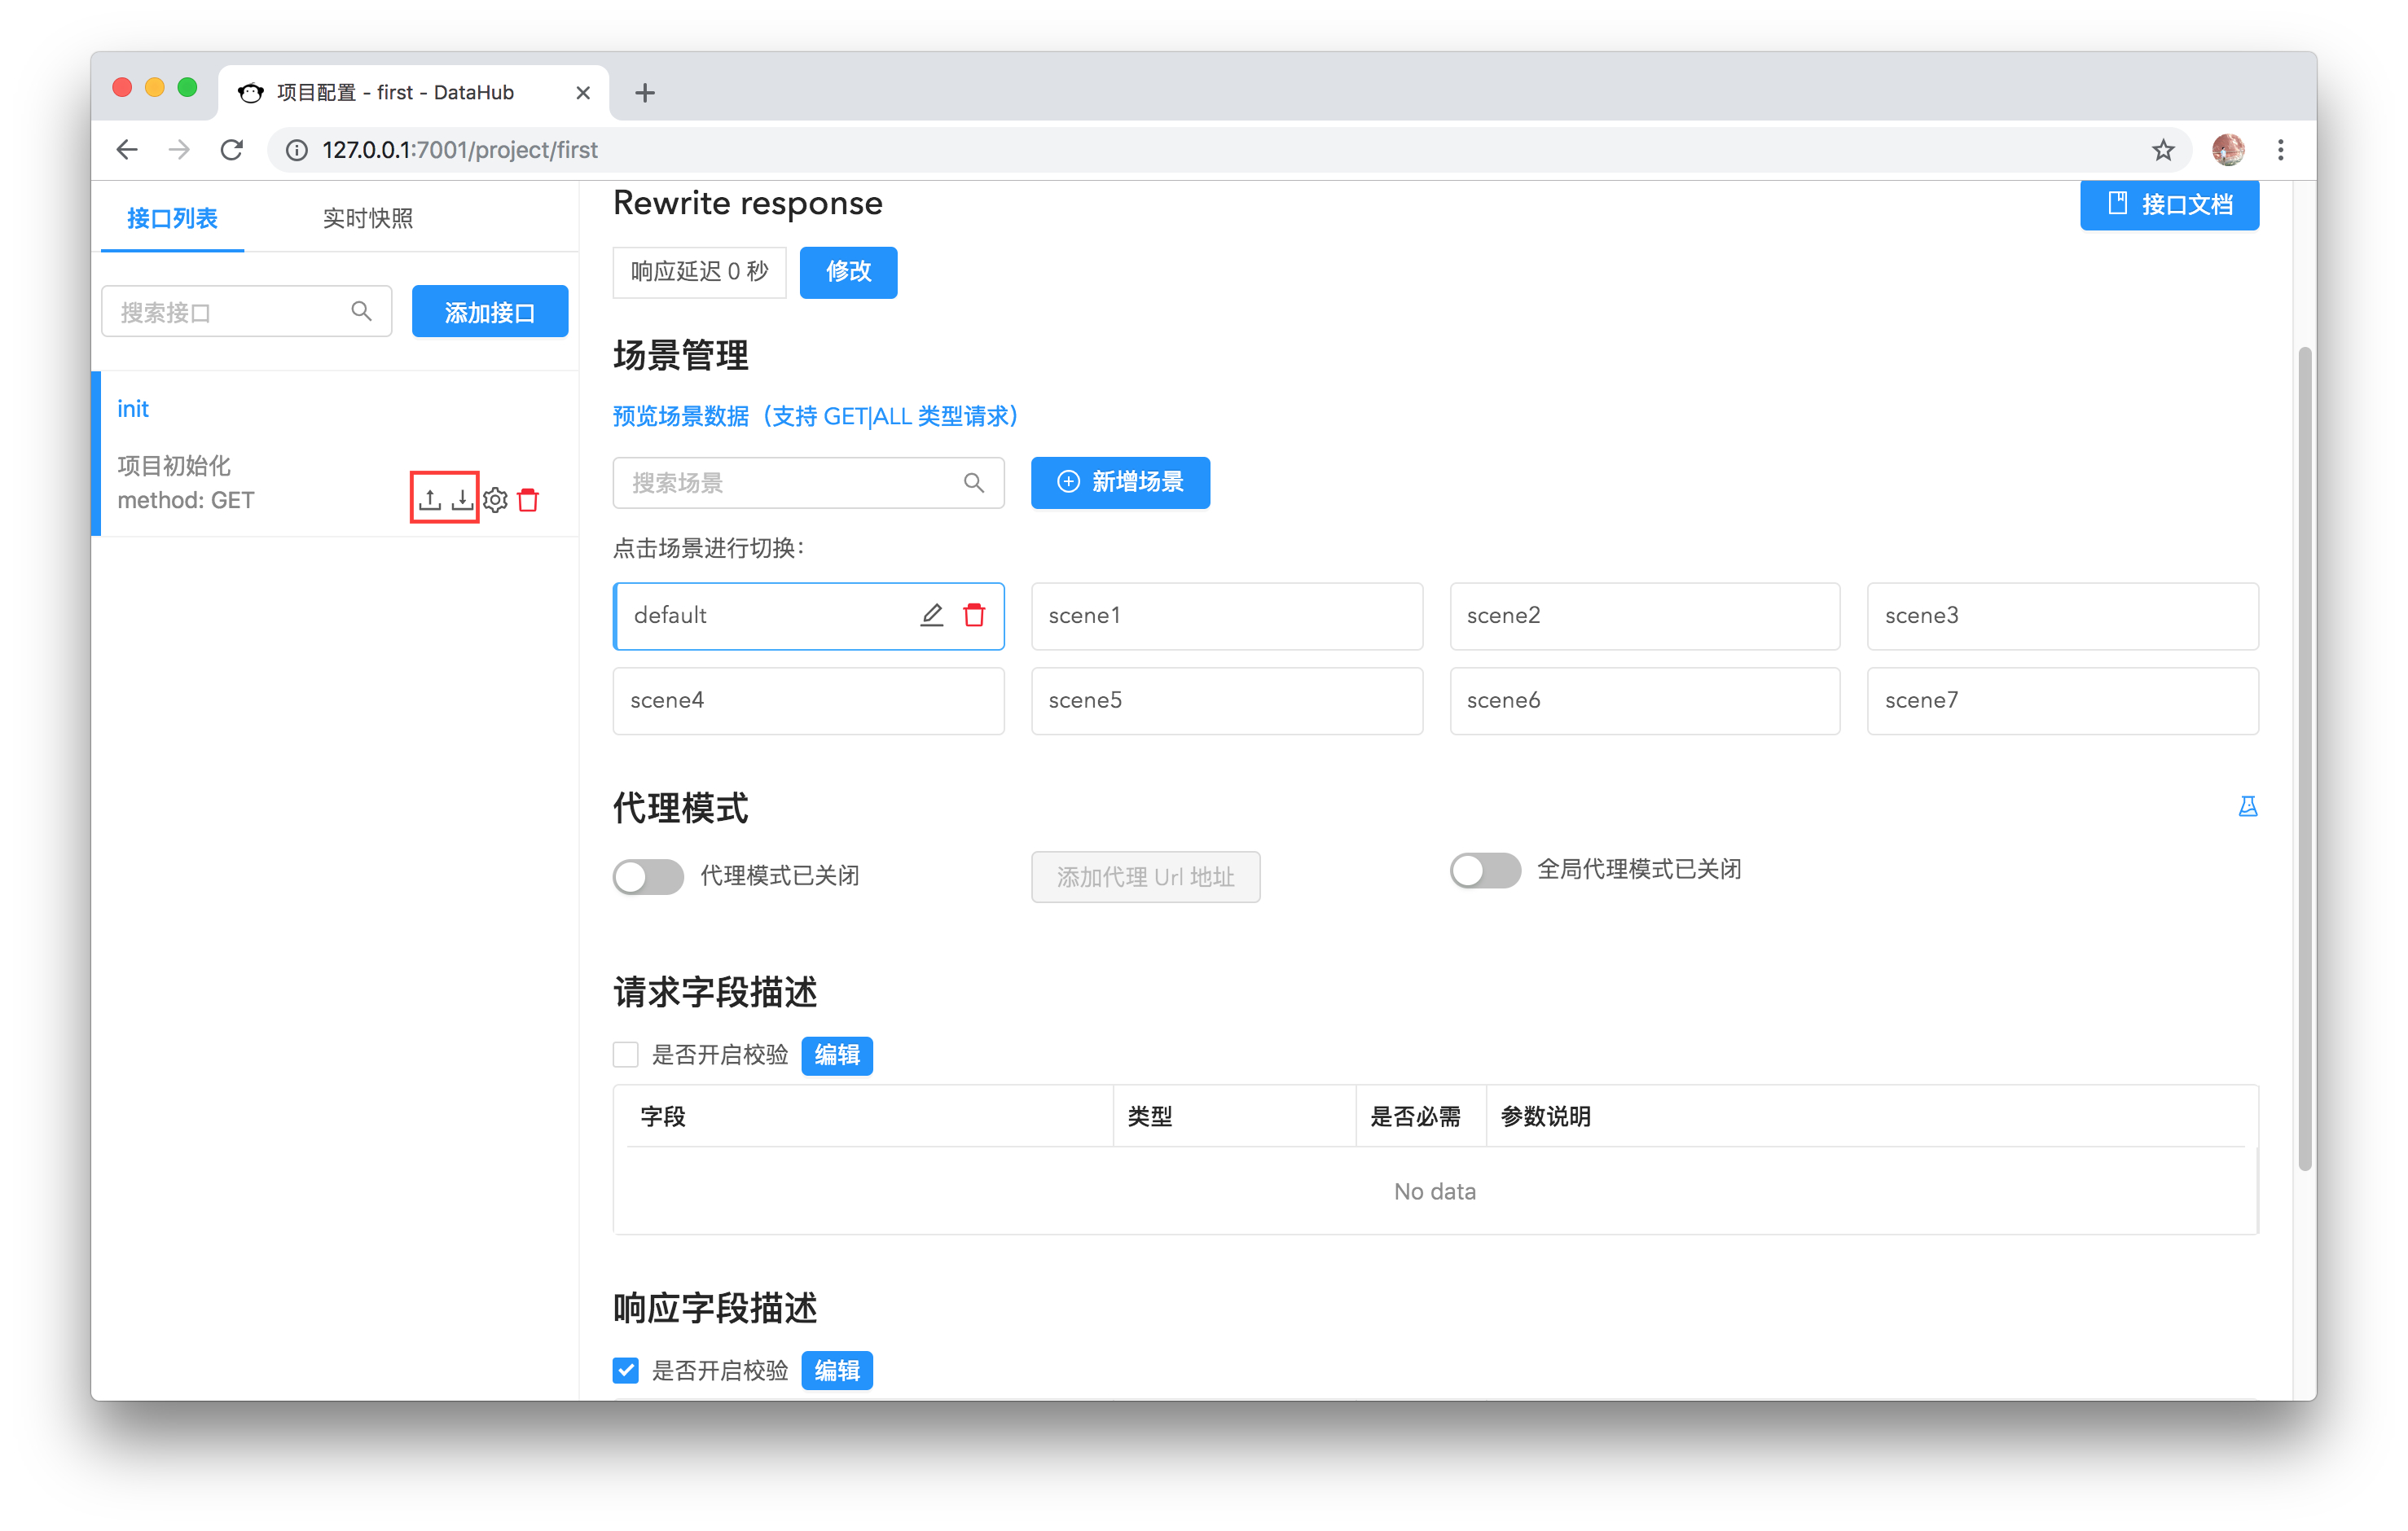 项目配置 - first - DataHub
127.0.0.1:7001/project/first
接口列表
实时快照
搜索接口
添加接口
init
项目初始化
method: GET
Rewrite response
接口文档
响应延迟 0 秒
修改
场景管理
预览场景数据（支持 GET|ALL 类型请求）
搜索场景
新增场景
点击场景进行切换：
default
scene1
scene2
scene3
scene4
scene5
scene6
scene7
代理模式
代理模式已关闭
添加代理 Url 地址
全局代理模式已关闭
请求字段描述
是否开启校验
编辑
字段
类型
是否必需
参数说明
No data
响应字段描述
是否开启校验
编辑